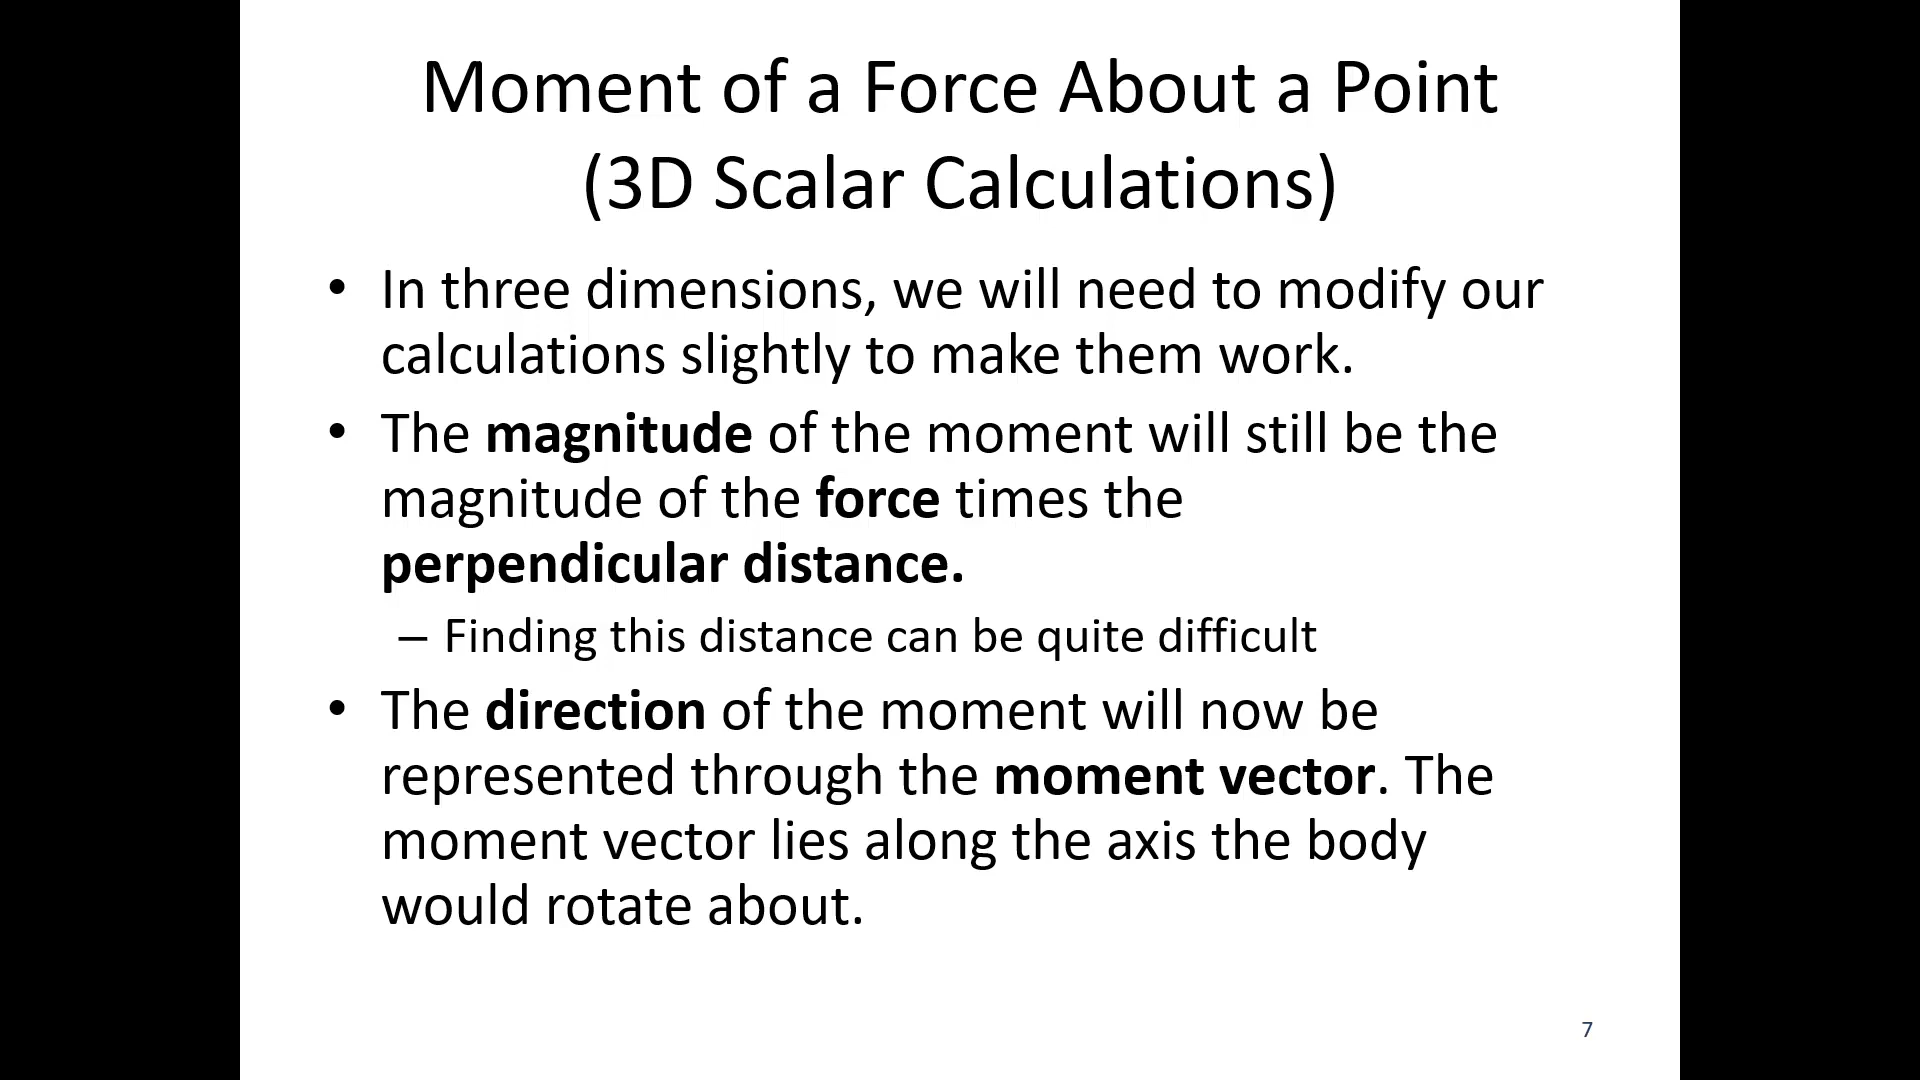 Moment of a Force About a Point
(3D Scalar Calculations)
• In three dimensions, we will need to modify our
calculations slightly to make them work.
• The magnitude of the moment will still be the
magnitude of the force times the
perpendicular distance.
– Finding this distance can be quite difficult
• The direction of the moment will now be
represented through the moment vector. The
moment vector lies along the axis the body
would rotate about.
7